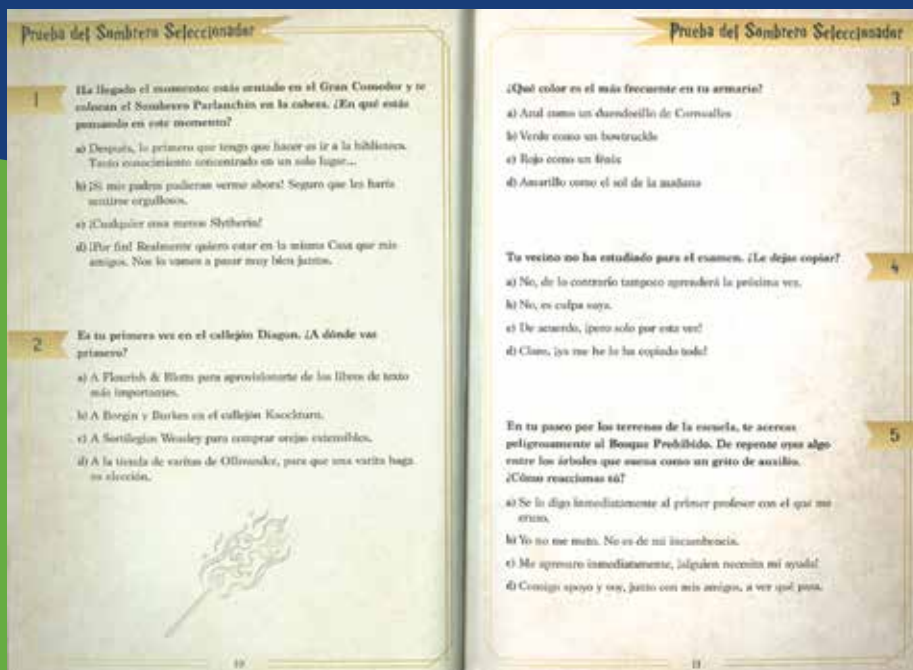 Prueba del Sombrero Seleccionador
1
Ha llegado el momento: estás sentado en el Gran Comedor y te
colocan el Sombrero Parlanchín en la cabeza. ¿En qué estás
pensando en este momento?
a) Después, lo primero que tengo que hacer es ir a la biblioteca.
Tanto conocimiento concentrado en un solo lugar...
b) ¡Si mis padres pudieran verme ahora! Seguro que les haría
sentirse orgullosos.
c) ¡Cualquier cosa menos Slytherin!
d) ¡Por fin! Realmente quiero estar en la misma Casa que mis
amigos. Nos lo vamos a pasar muy bien juntos.
2
Es tu primera vez en el callejón Diagon. ¿A dónde vas
primero?
a) A Flourish & Blotts para aprovisionarte de los libros de texto
más importantes.
b) A Borgin y Burkes en el callejón Knockturn.
c) A Sortilegios Weasley para comprar orejas extensibles.
d) A la tienda de varitas de Ollivander, para que una varita haga
su elección.
10
Prueba del Sombrero Seleccionador
3
¿Qué color es el más frecuente en tu armario?
a) Azul como un duendecillo de Cornualles
b) Verde como un bowtruckle
c) Rojo como un fénix
d) Amarillo como el sol de la mañana
4
Tu vecino no ha estudiado para el examen. ¿Le dejas copiar?
a) No, de lo contrario tampoco aprenderá la próxima vez.
b) No, es culpa suya.
c) De acuerdo, ¡pero solo por esta vez!
d) Claro, ¡yo me he lo ha copiado todo!
5
En tu paseo por los terrenos de la escuela, te acercas
peligrosamente al Bosque Prohibido. De repente oyes algo
entre los árboles que suena como un grito de auxilio.
¿Cómo reaccionas tú?
a) Se lo digo inmediatamente al primer profesor con el que me
cruzo.
b) Yo no me meto. No es de mi incumbencia.
c) Me apresuro inmediatamente, ¡alguien necesita mi ayuda!
d) Consigo apoyo y voy, junto con mis amigos, a ver qué pasa.
11